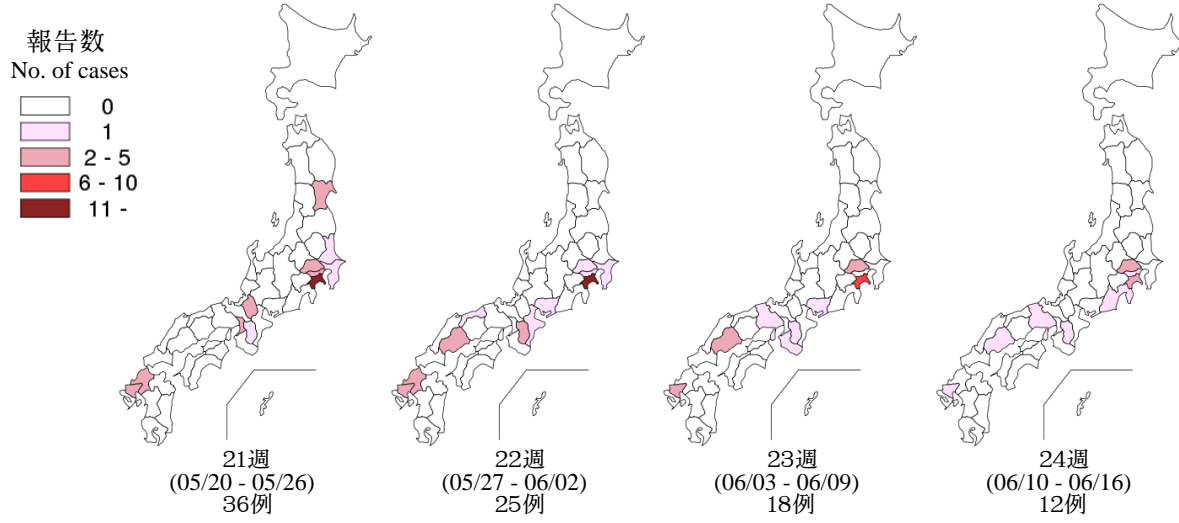 報告数
No. of cases
0
1
2 - 5
6 - 10
11 -
21週
(05/20 - 05/26)
36例
22週
(05/27 - 06/02)
25例
23週
(06/03 - 06/09)
18例
24週
(06/10 - 06/16)
12例